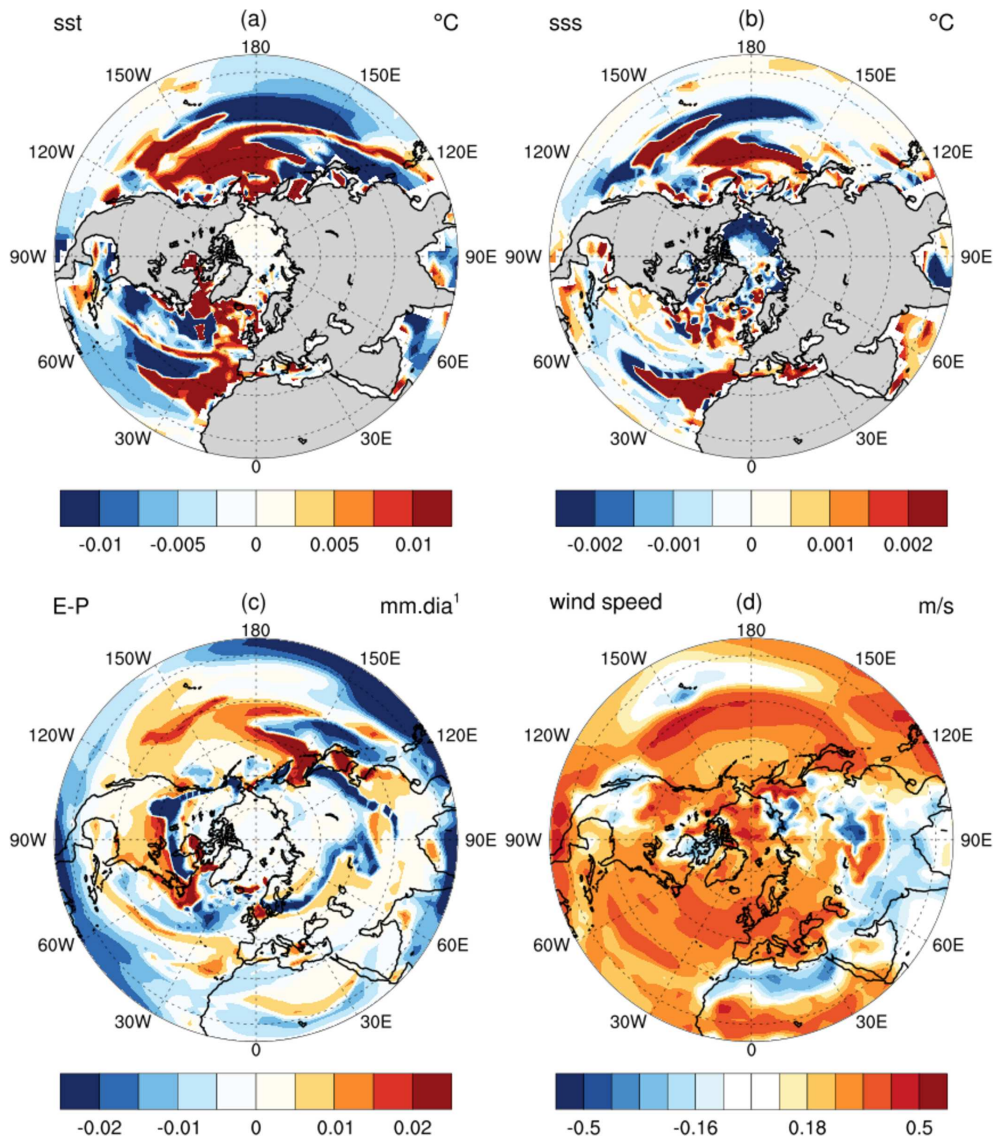 sst (a) °C
180
150W 150E
120W 120E
90W 90E
60W 60E
30W 30E
0
-0.01 -0.005 0 0.005 0.01
sss (b) °C
180
150W 150E
120W 120E
90W 90E
60W 60E
30W 30E
0
-0.002 -0.001 0 0.001 0.002
E-P (c) mm.dia¹
180
150W 150E
120W 120E
90W 90E
60W 60E
30W 30E
0
-0.02 -0.01 0 0.01 0.02
wind speed (d) m/s
180
150W 150E
120W 120E
90W 90E
60W 60E
30W 30E
0
-0.5 -0.16 0.18 0.5